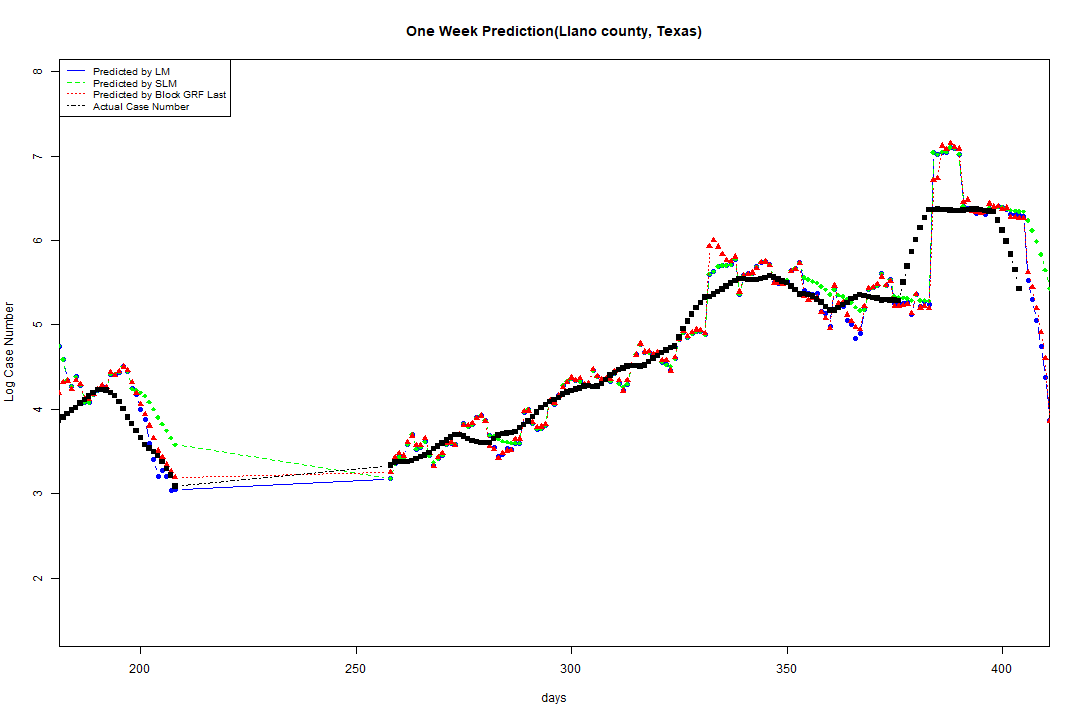 One Week Prediction(Llano county, Texas)
Predicted by LM
Predicted by SLM
Predicted by Block GRF Last
Actual Case Number
8
7
6
5
4
3
2
Log Case Number
200 250 300 350 400
days